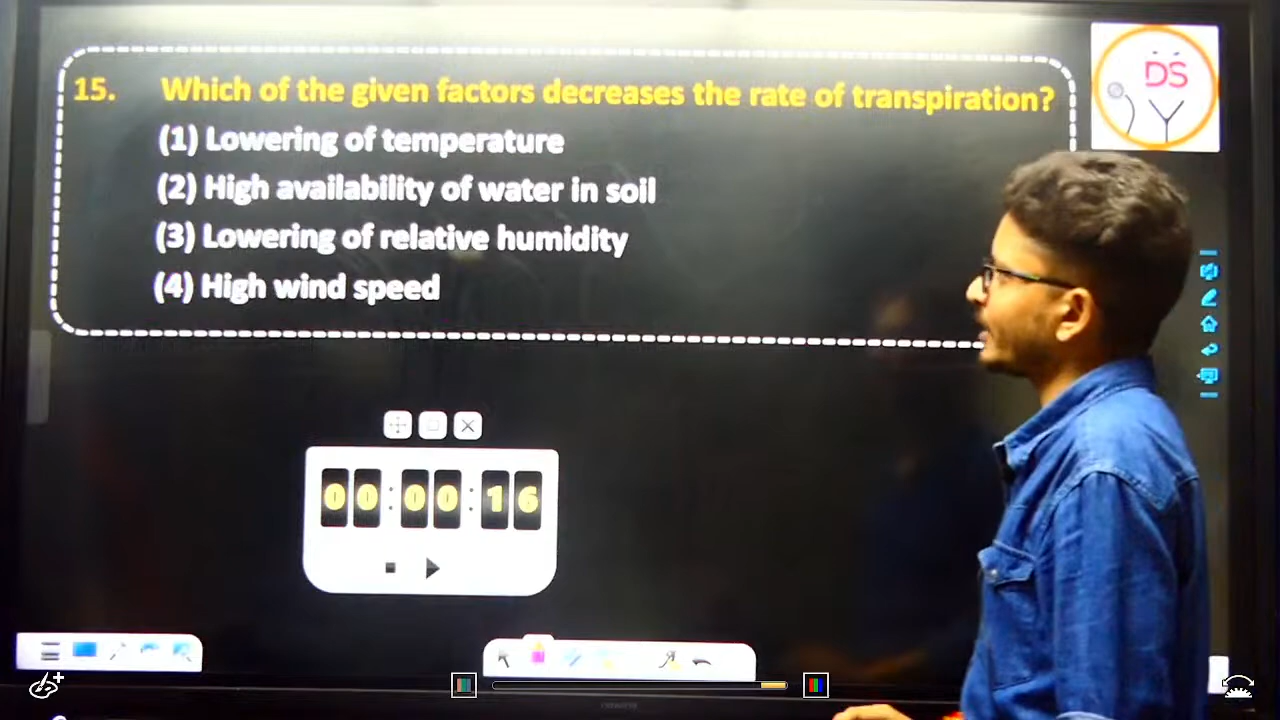 15. Which of the given factors decreases the rate of transpiration?
(1) Lowering of temperature
(2) High availability of water in soil
(3) Lowering of relative humidity
(4) High wind speed
DS
00:00:16